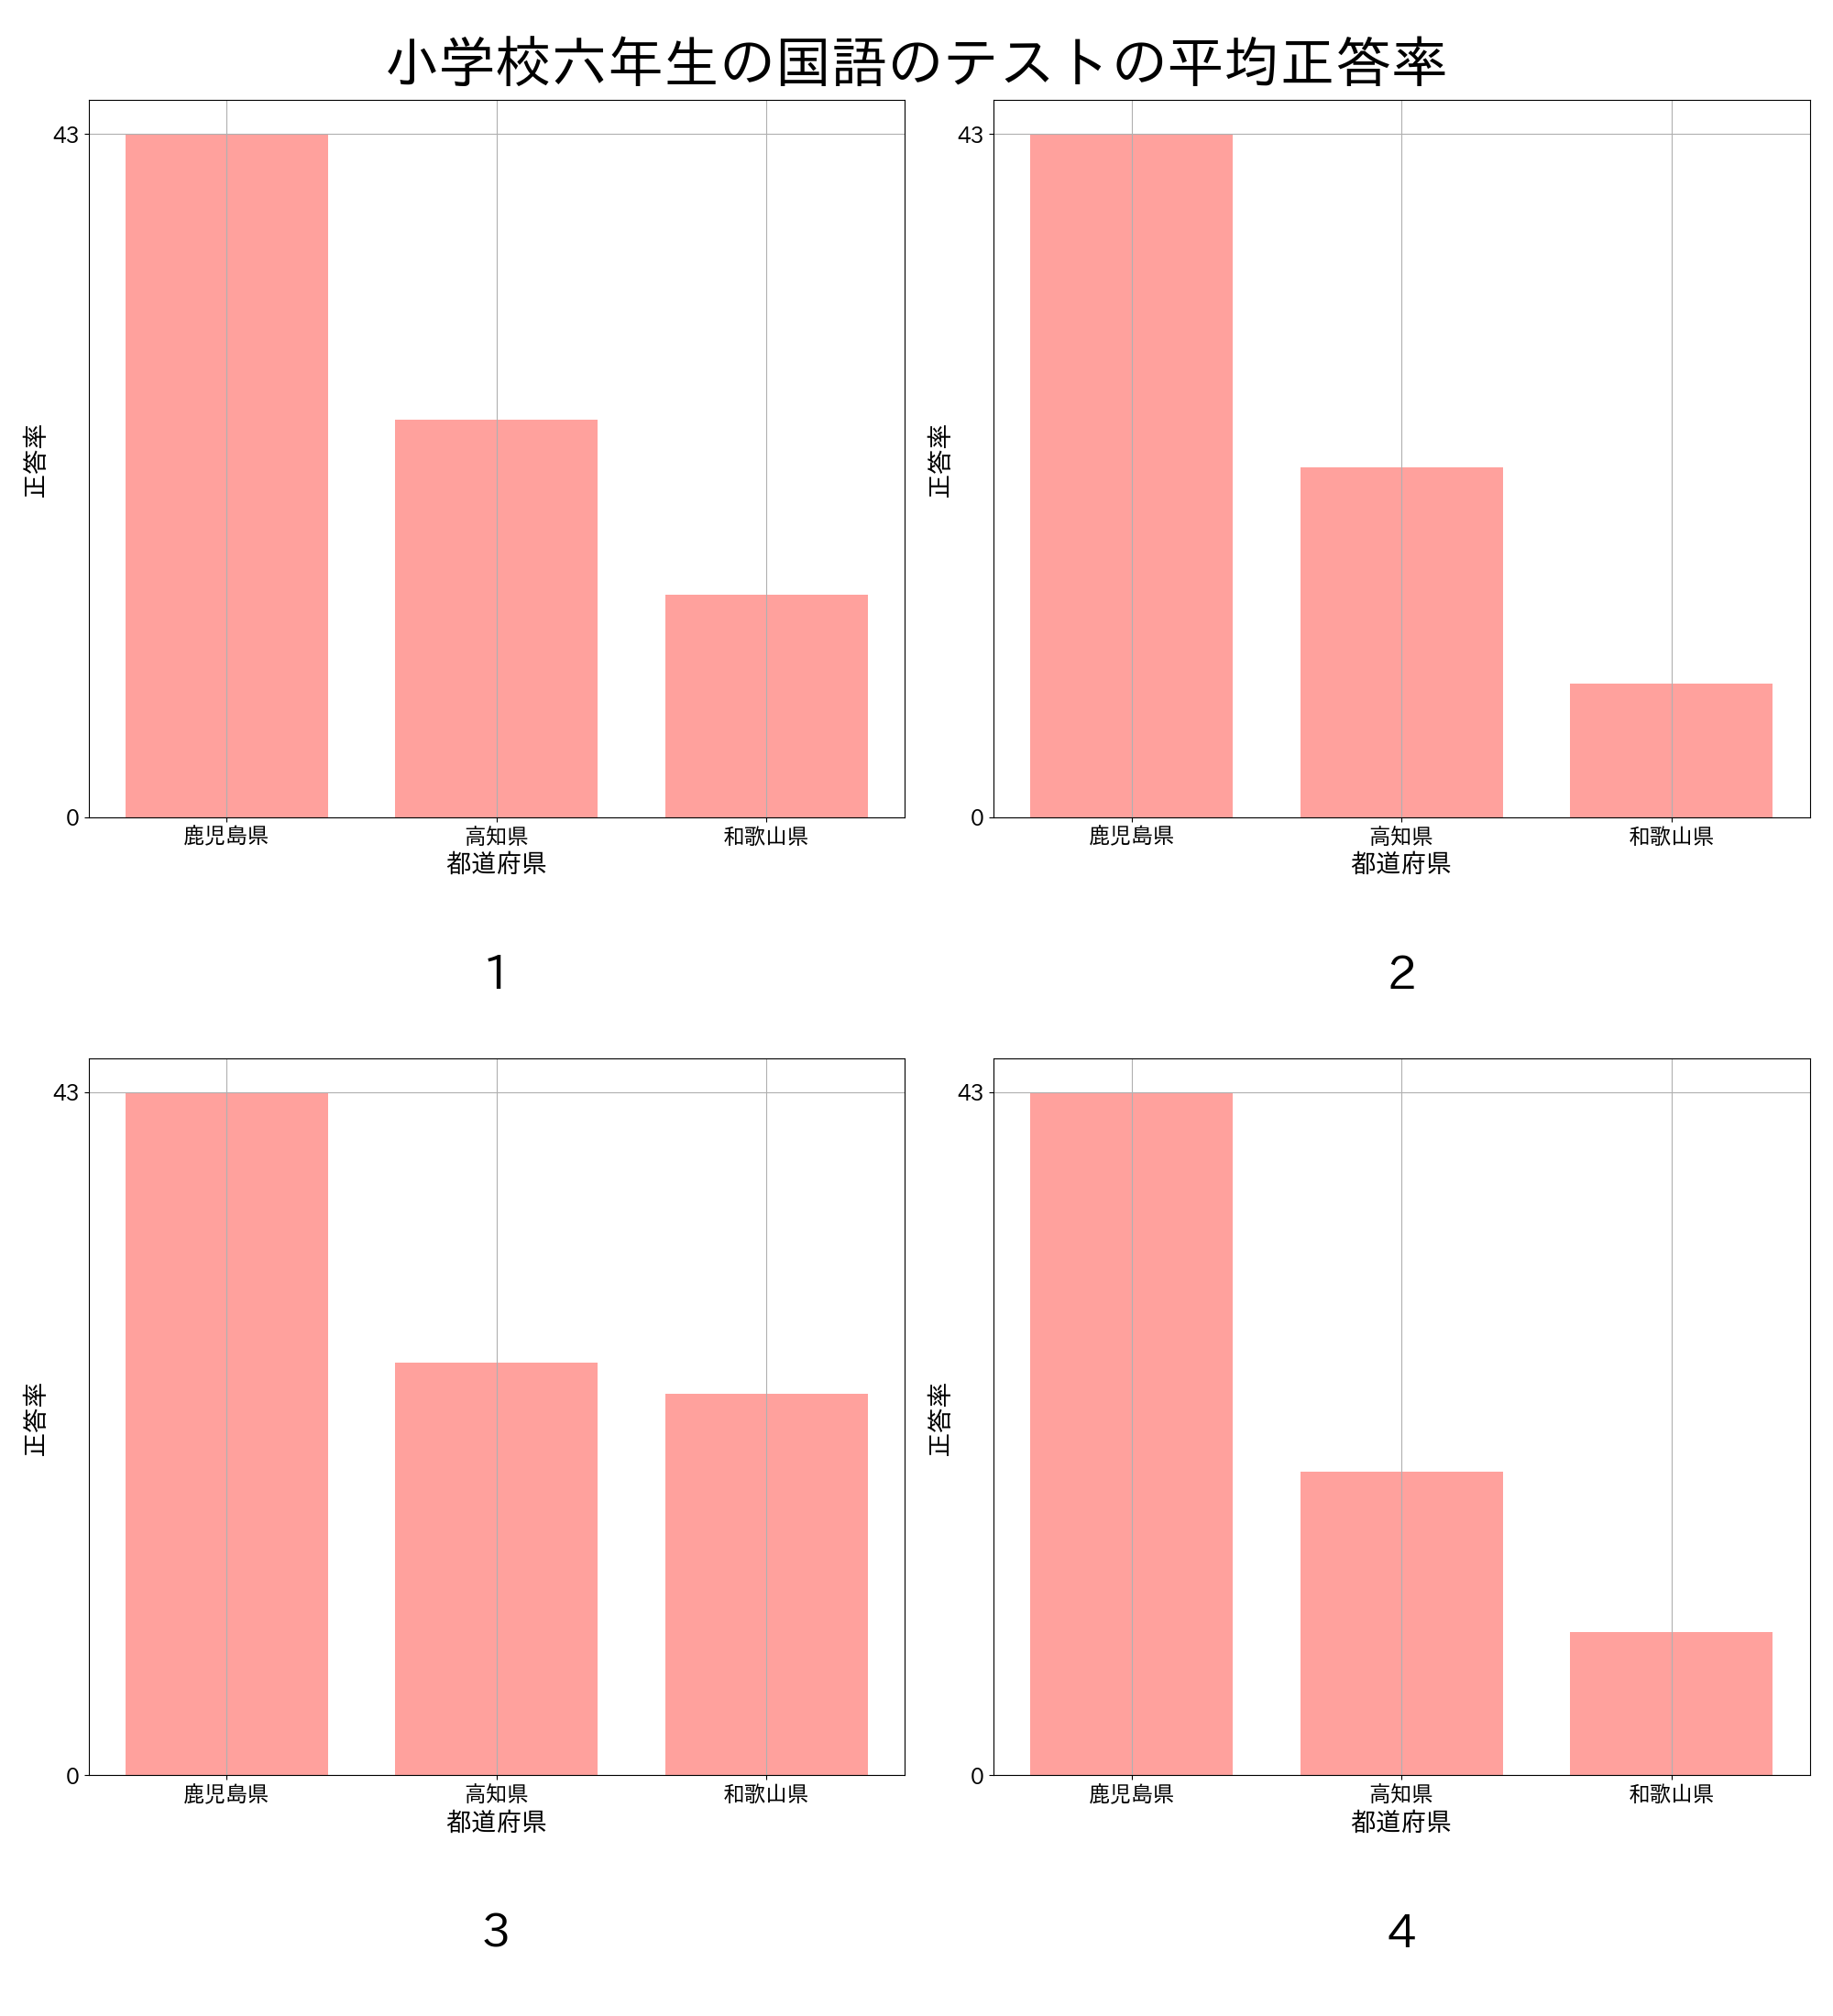 小学校六年生の国語のテストの平均正答率
43
0
正答率
鹿児島県 高知県 和歌山県
都道府県
1
43
0
正答率
鹿児島県 高知県 和歌山県
都道府県
2
43
0
正答率
鹿児島県 高知県 和歌山県
都道府県
3
43
0
正答率
鹿児島県 高知県 和歌山県
都道府県
4